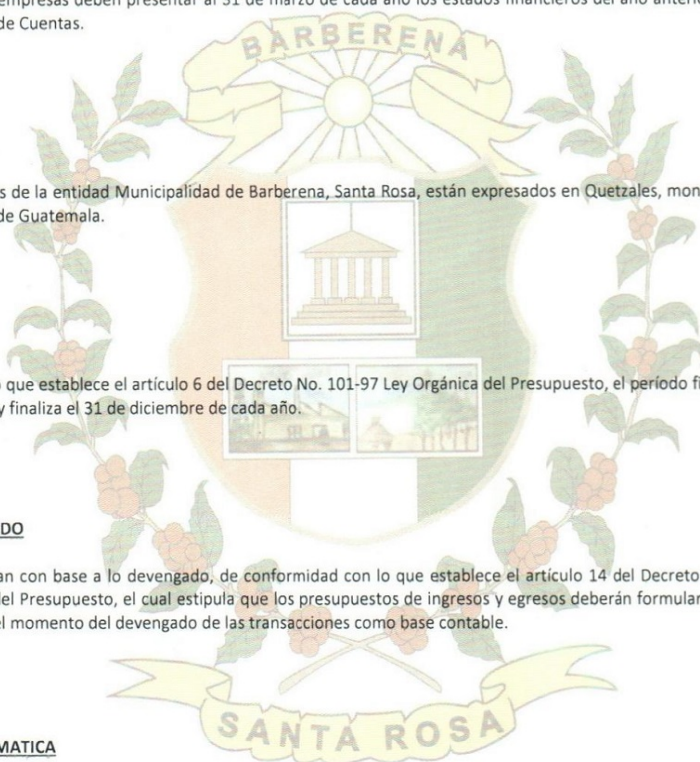 empresas deben presentar al 31 de marzo de cada año los estados financieros del año anteri
de Cuentas.
BARBERENA
s de la entidad Municipalidad de Barberena, Santa Rosa, están expresados en Quetzales, mon
de Guatemala.
o que establece el artículo 6 del Decreto No. 101-97 Ley Orgánica del Presupuesto, el período fi
y finaliza el 31 de diciembre de cada año.
DO
an con base a lo devengado, de conformidad con lo que establece el artículo 14 del Decreto
del Presupuesto, el cual estipula que los presupuestos de ingresos y egresos deberán formular
el momento del devengado de las transacciones como base contable.
SANTA ROSA
MATICA